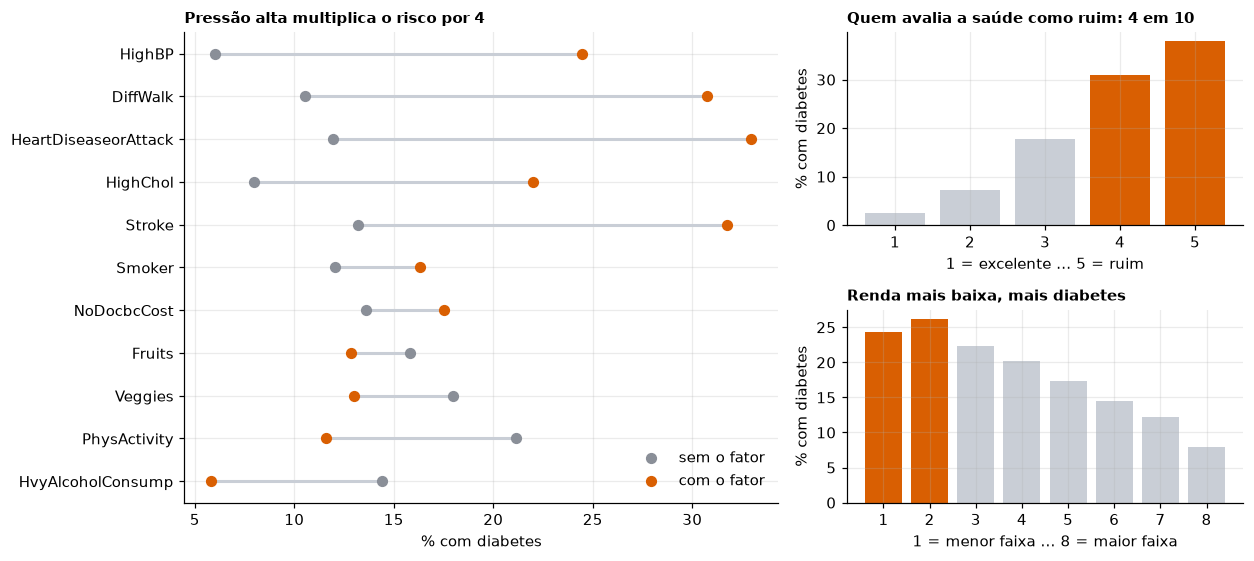 Pressão alta multiplica o risco por 4
HighBP
DiffWalk
HeartDiseaseorAttack
HighChol
Stroke
Smoker
NoDocbcCost
Fruits
Veggies
PhysActivity
HvyAlcoholConsump
sem o fator
com o fator
5 10 15 20 25 30
% com diabetes
Quem avalia a saúde como ruim: 4 em 10
% com diabetes
30
20
10
0
1 2 3 4 5
1 = excelente ... 5 = ruim
Renda mais baixa, mais diabetes
% com diabetes
25
20
15
10
5
0
1 2 3 4 5 6 7 8
1 = menor faixa ... 8 = maior faixa